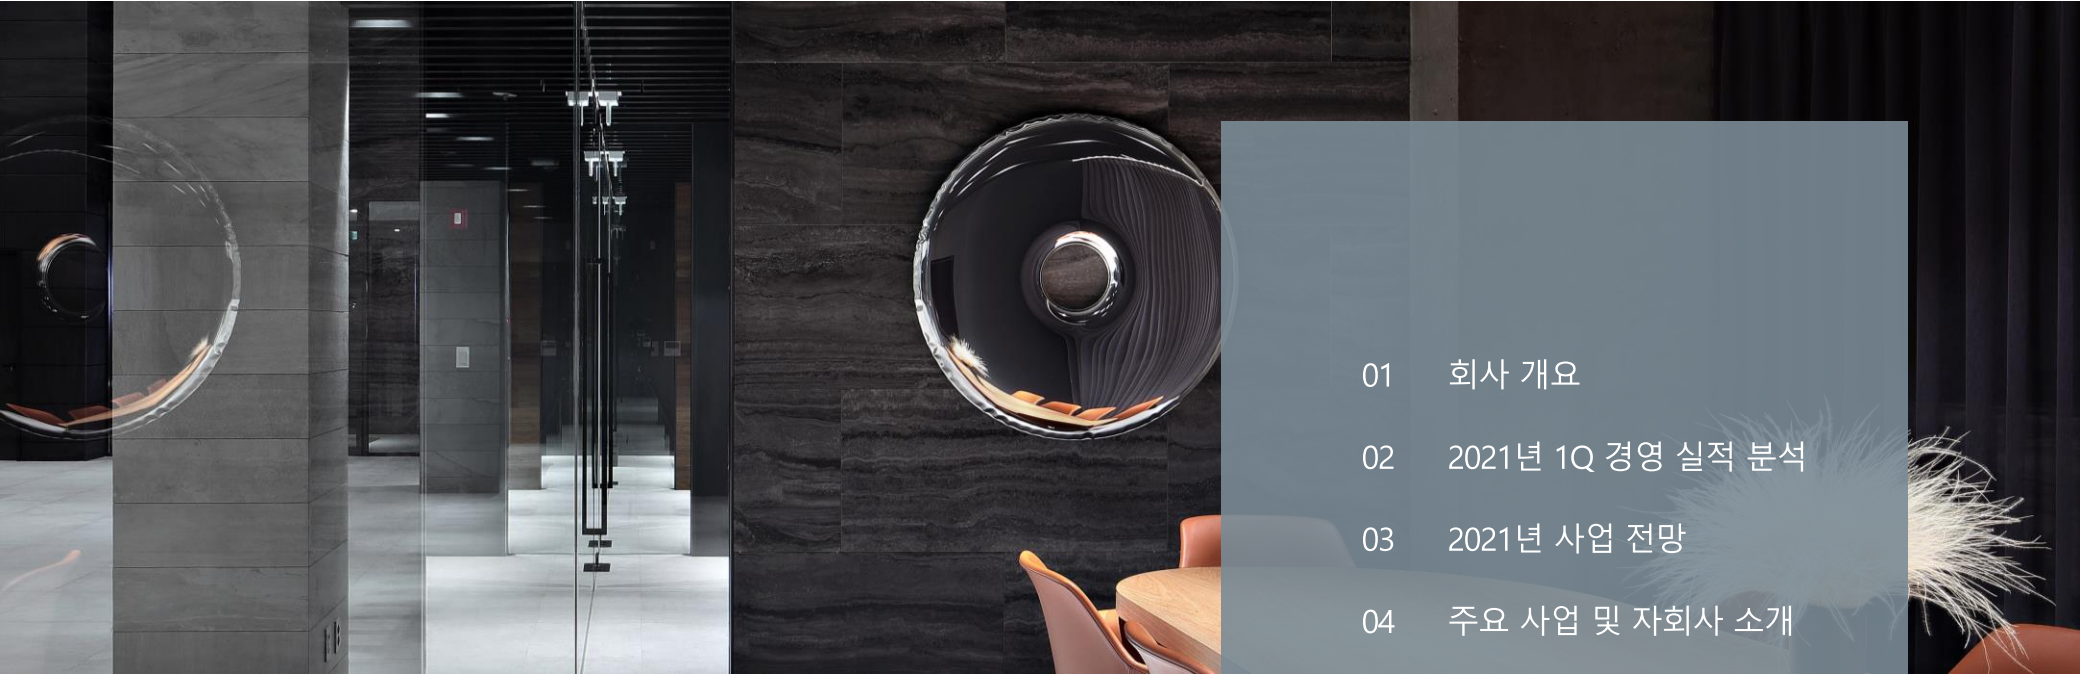 01 회사 개요
02 2021년 1Q 경영 실적 분석
03 2021년 사업 전망
04 주요 사업 및 자회사 소개